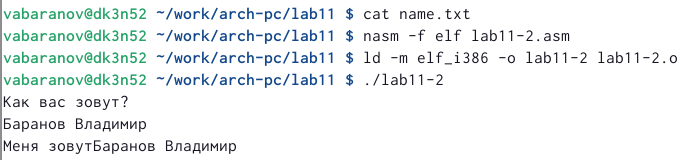 vabaranov@dk3n52 ~/work/arch-pc/lab11 $ cat name.txt
vabaranov@dk3n52 ~/work/arch-pc/lab11 $ nasm -f elf lab11-2.asm
vabaranov@dk3n52 ~/work/arch-pc/lab11 $ ld -m elf_i386 -o lab11-2 lab11-2.o
vabaranov@dk3n52 ~/work/arch-pc/lab11 $ ./lab11-2
Как вас зовут?
Баранов Владимир
Меня зовутБаранов Владимир